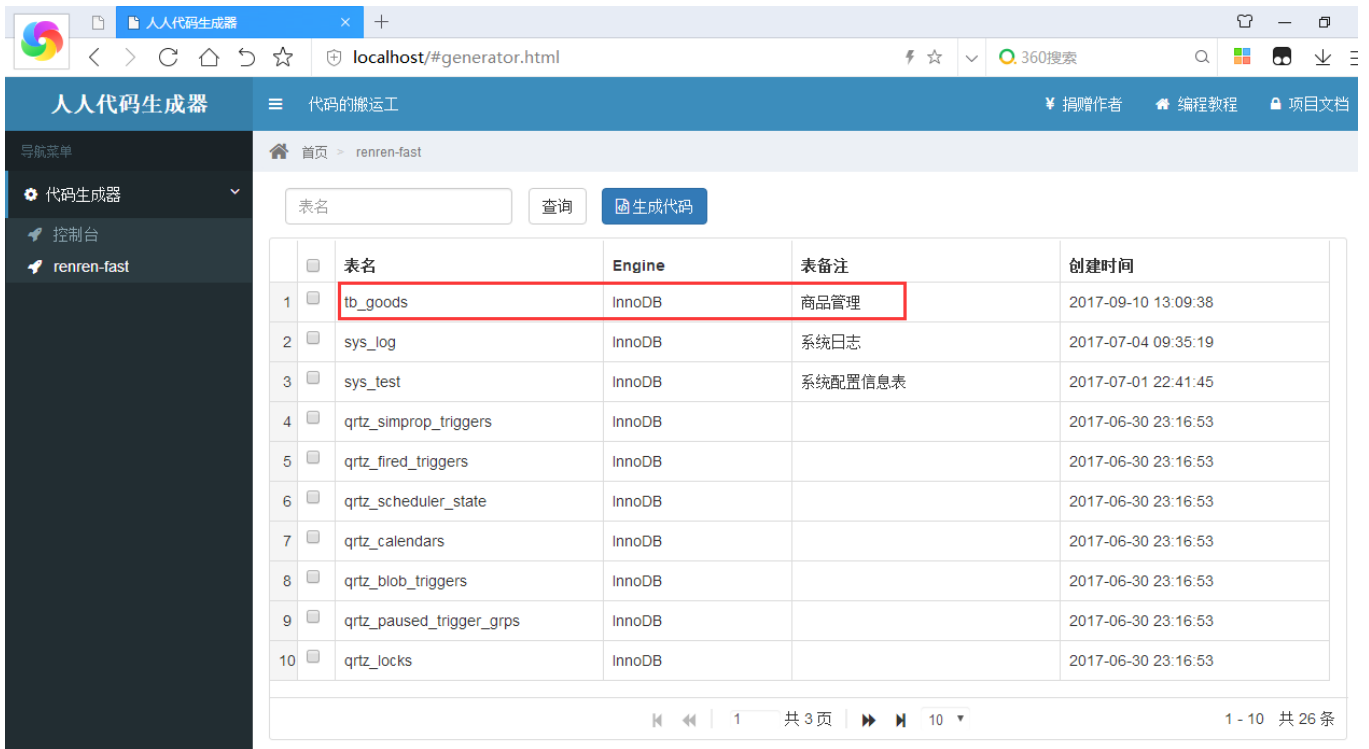 人人代码生成器
localhost/#generator.html
360搜索
人人代码生成器
代码的搬运工
¥ 捐赠作者
编程教程
项目文档
导航菜单
首页 > renren-fast
代码生成器
控制台
renren-fast
表名
查询
生成代码
表名 Engine 表备注 创建时间
1 tb_goods InnoDB 商品管理 2017-09-10 13:09:38
2 sys_log InnoDB 系统日志 2017-07-04 09:35:19
3 sys_test InnoDB 系统配置信息表 2017-07-01 22:41:45
4 qrtz_simprop_triggers InnoDB 2017-06-30 23:16:53
5 qrtz_fired_triggers InnoDB 2017-06-30 23:16:53
6 qrtz_scheduler_state InnoDB 2017-06-30 23:16:53
7 qrtz_calendars InnoDB 2017-06-30 23:16:53
8 qrtz_blob_triggers InnoDB 2017-06-30 23:16:53
9 qrtz_paused_trigger_grps InnoDB 2017-06-30 23:16:53
10 qrtz_locks InnoDB 2017-06-30 23:16:53
1 共 3 页 10 1 - 10 共 26 条